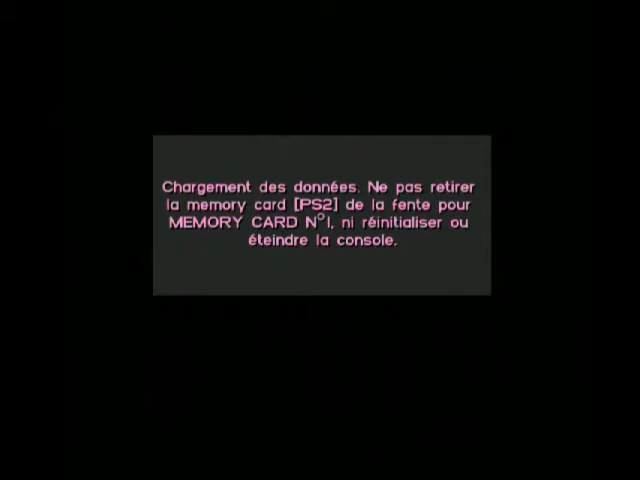 Chargement des données. Ne pas retirer
la memory card [PS2] de la fente pour
MEMORY CARD N°1, ni réinitialiser ou
éteindre la console.